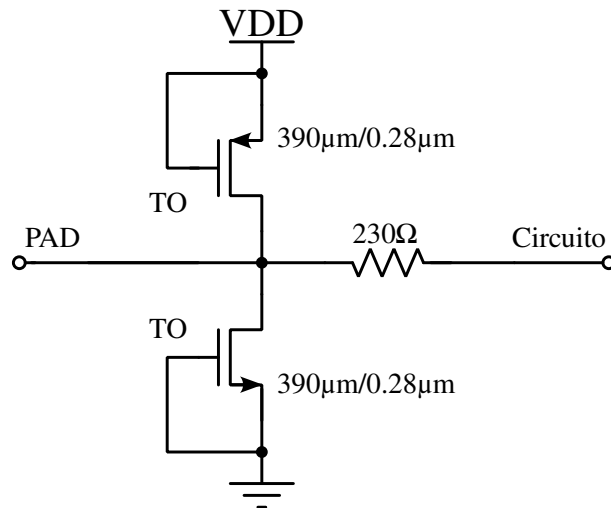 VDD
390µm/0.28µm
TO
PAD
230Ω
Circuito
TO
390µm/0.28µm